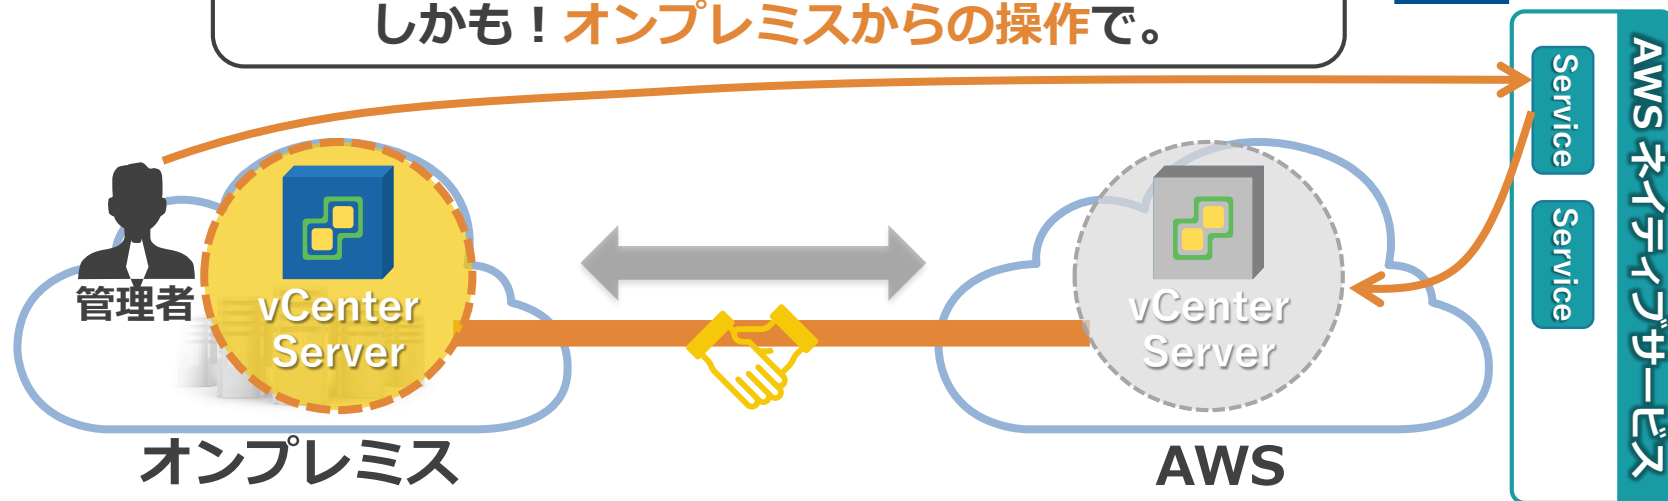 しかも！オンプレミスからの操作で。
管理者
vCenter
Server
オンプレミス
vCenter
Server
AWS
Service
Service
AWS ネイティブサービス